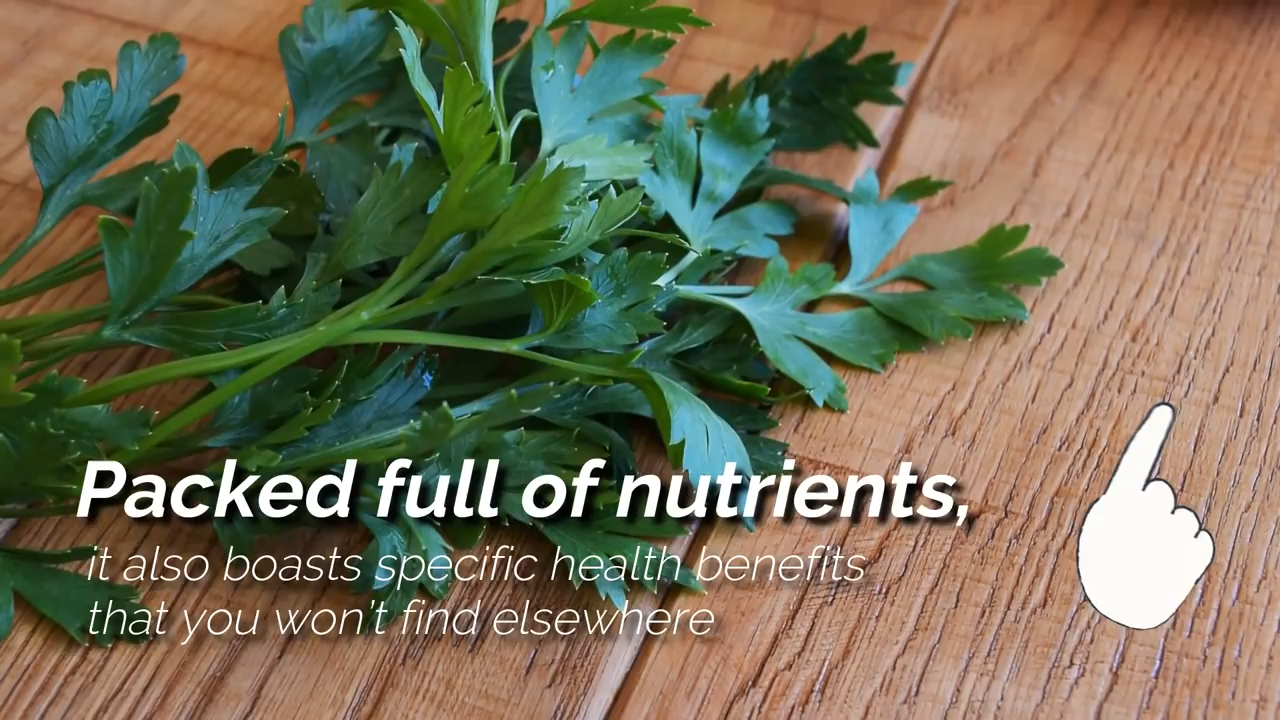 Packed full of nutrients,
it also boasts specific health benefits
that you won't find elsewhere